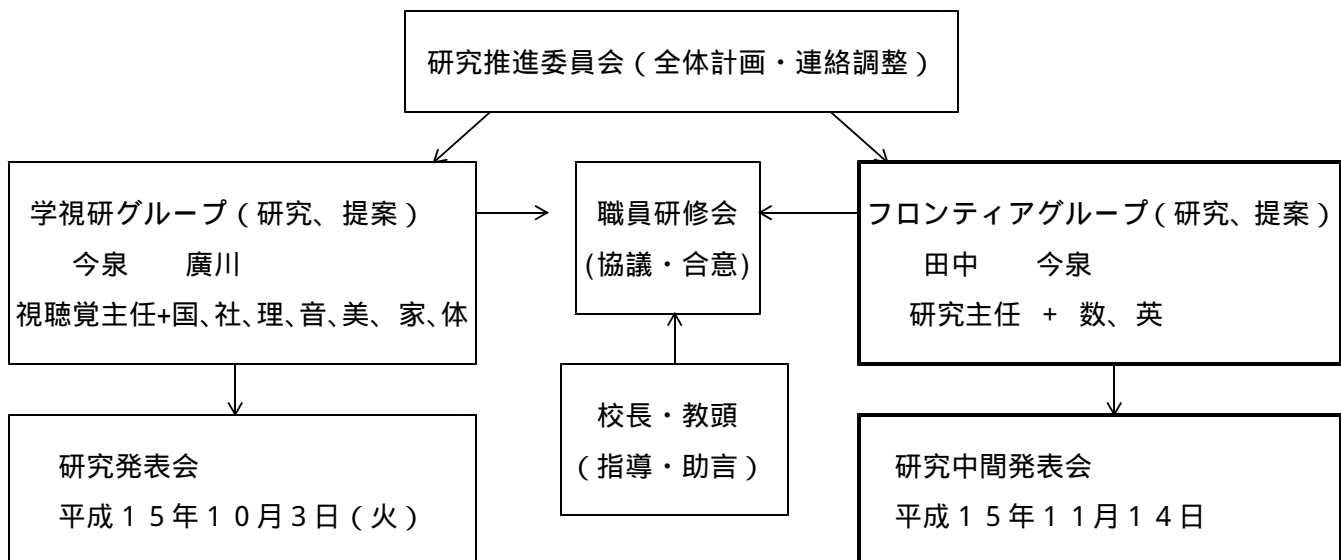 研究推進委員会（全体計画・連絡調整）
学視研グループ（研究、提案）
今泉　　廣川
視聴覚主任+国、社、理、音、美、家、体
職員研修会
(協議・合意)
フロンティアグループ（研究、提案）
田中　　今泉
研究主任　+　数、英
校長・教頭
（指導・助言）
研究発表会
平成１５年１０月３日（火）
研究中間発表会
平成１５年１１月１４日